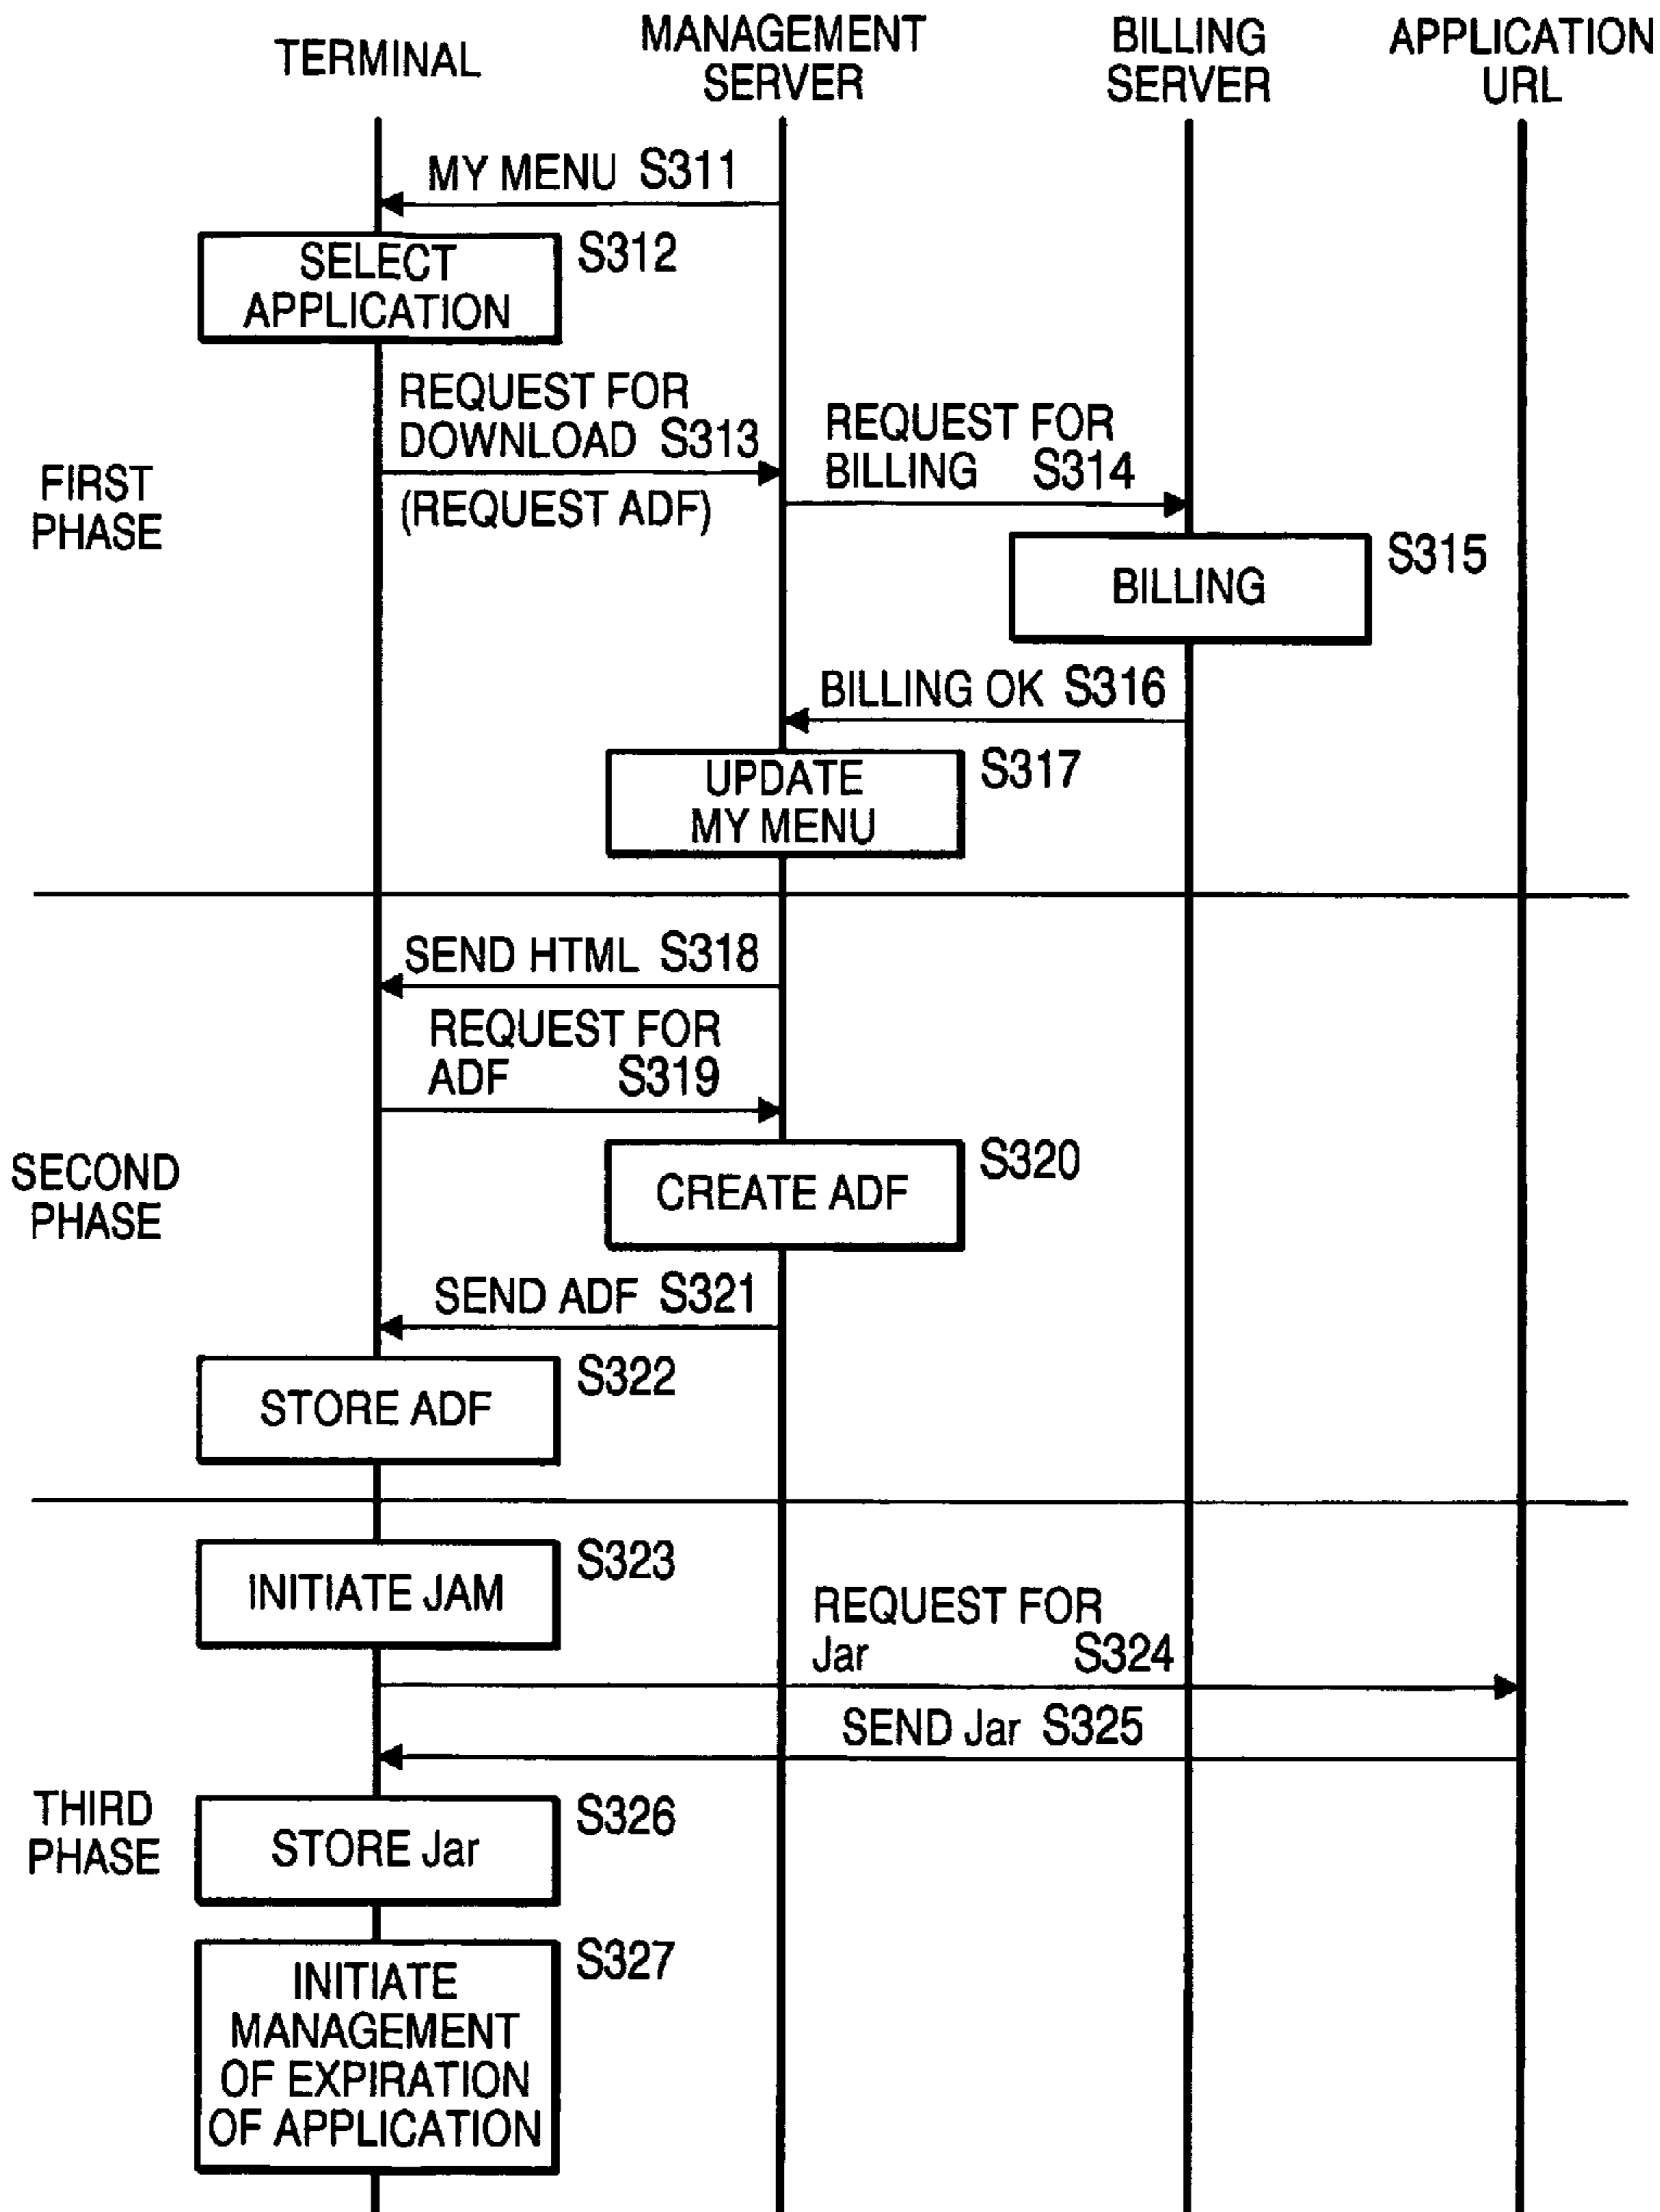 TERMINAL
MANAGEMENT
SERVER
BILLING
SERVER
APPLICATION
URL
MY MENU S311
SELECT
APPLICATION
S312
REQUEST FOR
DOWNLOAD S313
(REQUEST ADF)
REQUEST FOR
BILLING S314
FIRST
PHASE
BILLING
S315
BILLING OK S316
UPDATE
MY MENU
S317
SEND HTML S318
REQUEST FOR
ADF S319
CREATE ADF
S320
SECOND
PHASE
SEND ADF S321
STORE ADF
S322
INITIATE JAM
S323
REQUEST FOR
Jar S324
SEND Jar S325
THIRD
PHASE
STORE Jar
S326
INITIATE
MANAGEMENT
OF EXPIRATION
OF APPLICATION
S327